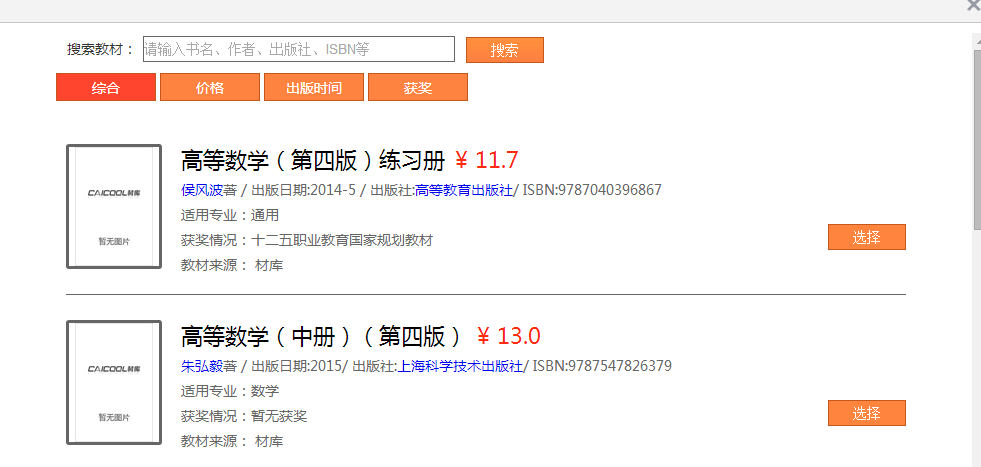 搜索教材： 请输入书名、作者、出版社、ISBN等 搜索
综合 价格 出版时间 获奖
高等数学（第四版）练习册 ¥ 11.7
侯风波著 / 出版日期:2014-5 / 出版社:高等教育出版社/ ISBN:9787040396867
适用专业：通用
获奖情况：十二五职业教育国家规划教材
教材来源： 材库
CAICOOL材库
暂无图片
选择
高等数学（中册）（第四版） ¥ 13.0
朱弘毅著 / 出版日期:2015/ 出版社:上海科学技术出版社/ ISBN:9787547826379
适用专业：数学
获奖情况：暂无获奖
教材来源： 材库
CAICOOL材库
暂无图片
选择